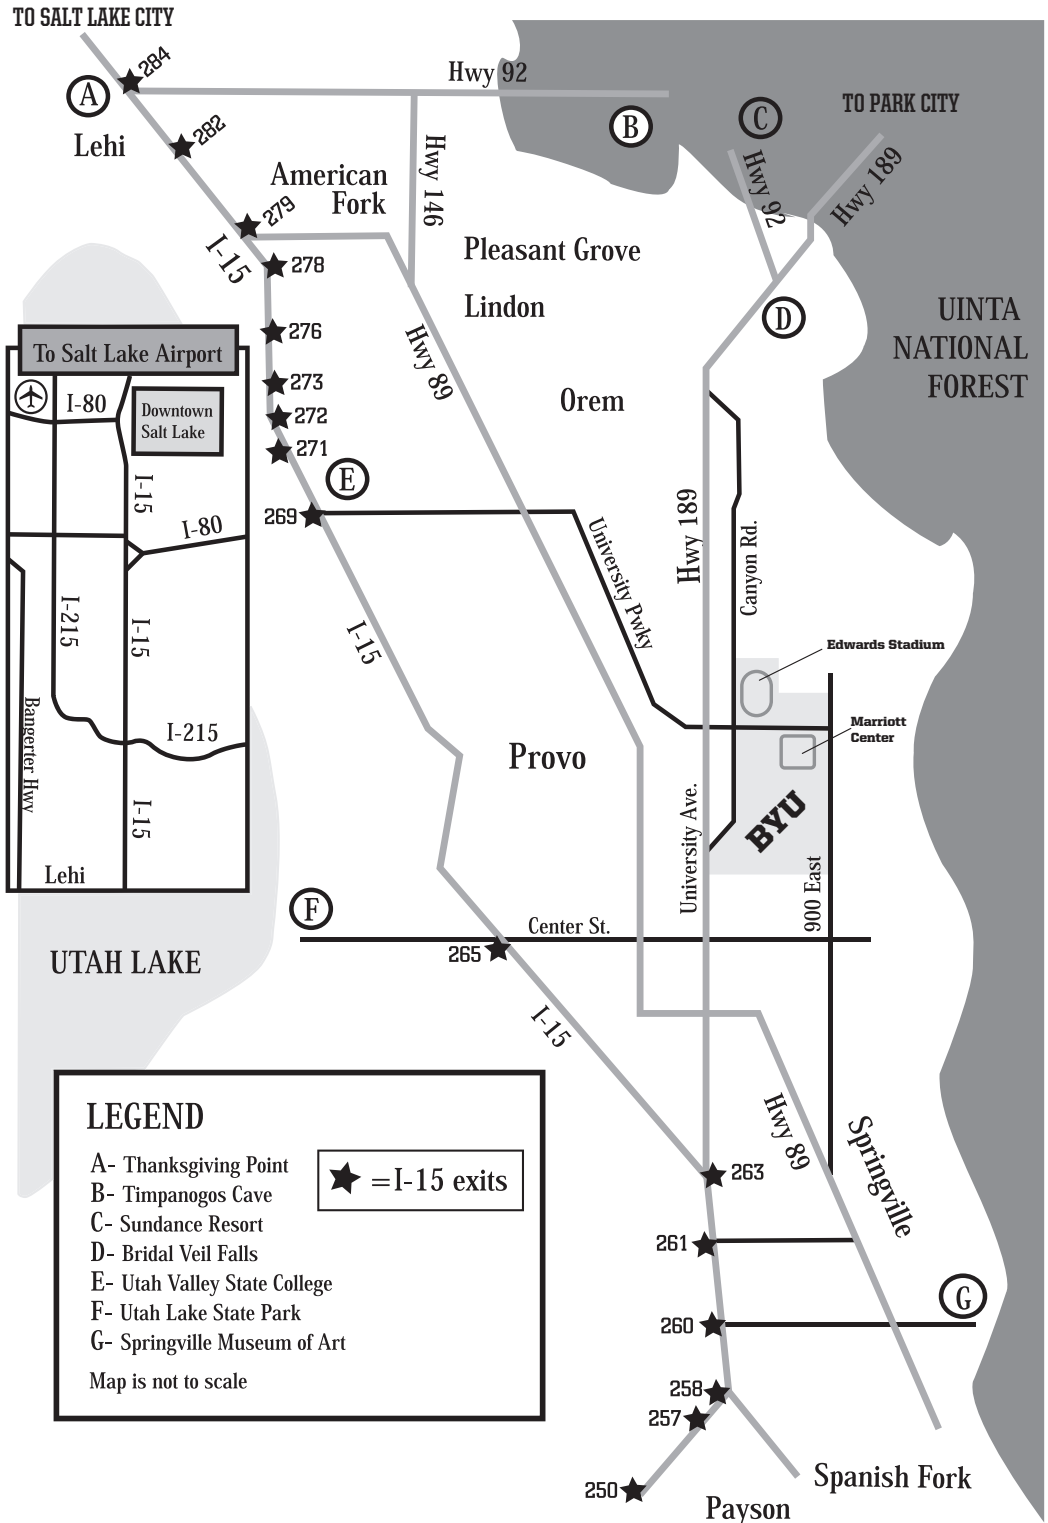 TO SALT LAKE CITY
284
Hwy 92
A
B
C
TO PARK CITY
Lehi
282
Hwy 146
Hwy 92
Hwy 189
American
Fork
279
I-15
278
Pleasant Grove
Lindon
D
UINTA
NATIONAL
FOREST
276
Hwy 89
To Salt Lake Airport
I-80
Downtown
Salt Lake
273
272
271
Orem
E
I-15
I-80
269
University Pwky
Hwy 189
Canyon Rd.
I-215
I-15
I-15
Edwards Stadium
Bangerter Hwy
I-215
Marriott
Center
Provo
I-15
University Ave.
BYU
Lehi
900 East
F
Center St.
265
UTAH LAKE
I-15
LEGEND
A- Thanksgiving Point
B- Timpanogos Cave
C- Sundance Resort
D- Bridal Veil Falls
E- Utah Valley State College
F- Utah Lake State Park
G- Springville Museum of Art
Map is not to scale
=I-15 exits
Hwy 89
Springville
263
261
G
260
258
257
250
Spanish Fork
Payson